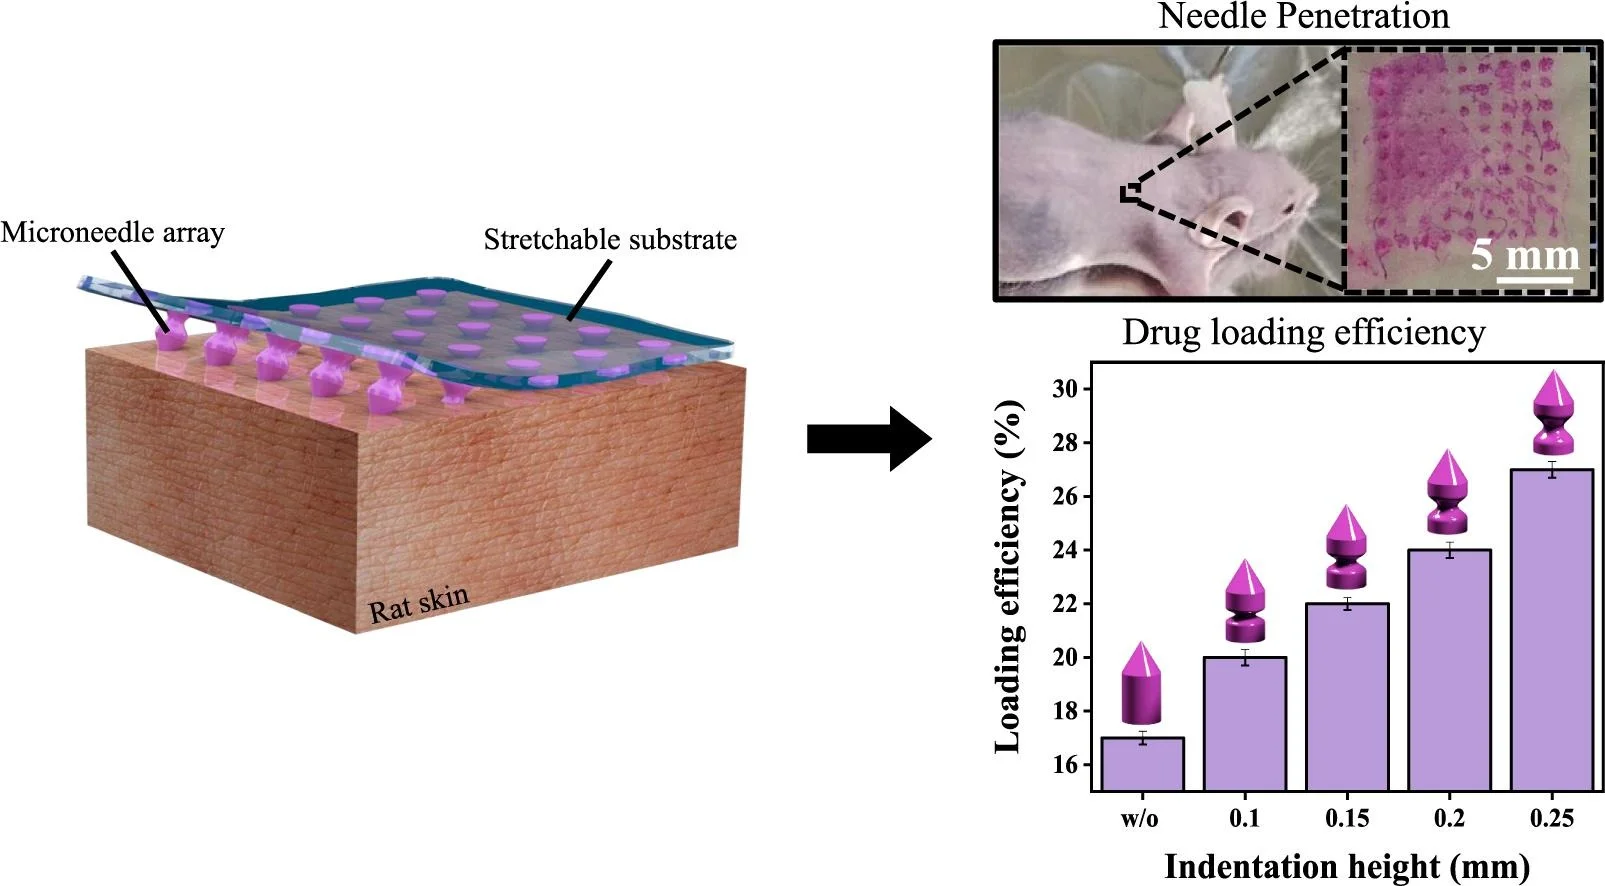 Needle Penetration
5 mm
Microneedle array
Stretchable substrate
Rat skin
Drug loading efficiency
Loading efficiency (%)
30
28
26
24
22
20
18
16
w/o 0.1 0.15 0.2 0.25
Indentation height (mm)